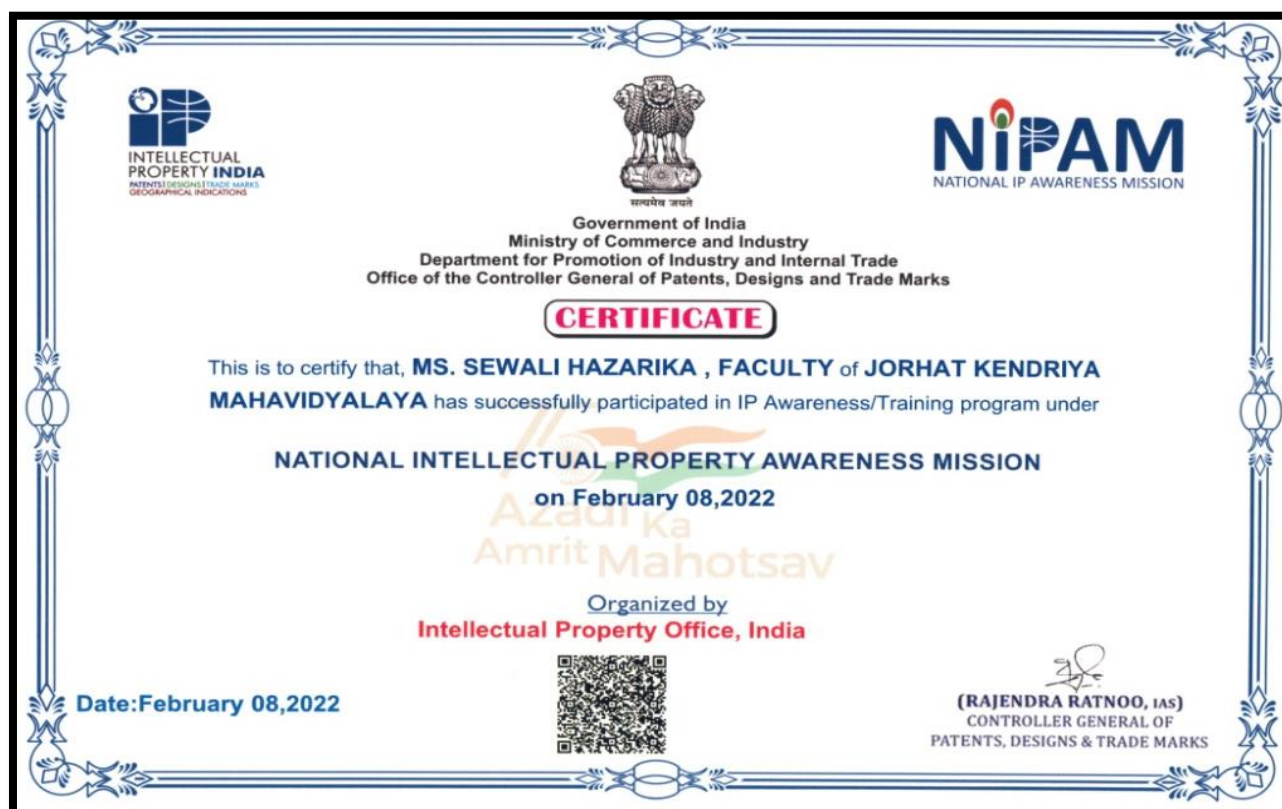 INTELLECTUAL
PROPERTY INDIA
PATENTS | DESIGNS | TRADE MARKS
GEOGRAPHICAL INDICATIONS
सत्यमेव जयते
NiPAM
NATIONAL IP AWARENESS MISSION
Government of India
Ministry of Commerce and Industry
Department for Promotion of Industry and Internal Trade
Office of the Controller General of Patents, Designs and Trade Marks
CERTIFICATE
This is to certify that, MS. SEWALI HAZARIKA , FACULTY of JORHAT KENDRIYA
MAHAVIDYALAYA has successfully participated in IP Awareness/Training program under
NATIONAL INTELLECTUAL PROPERTY AWARENESS MISSION
on February 08,2022
Azadi Ka
Amrit Mahotsav
Organized by
Intellectual Property Office, India
Date:February 08,2022
(RAJENDRA RATNOO, IAS)
CONTROLLER GENERAL OF
PATENTS, DESIGNS & TRADE MARKS